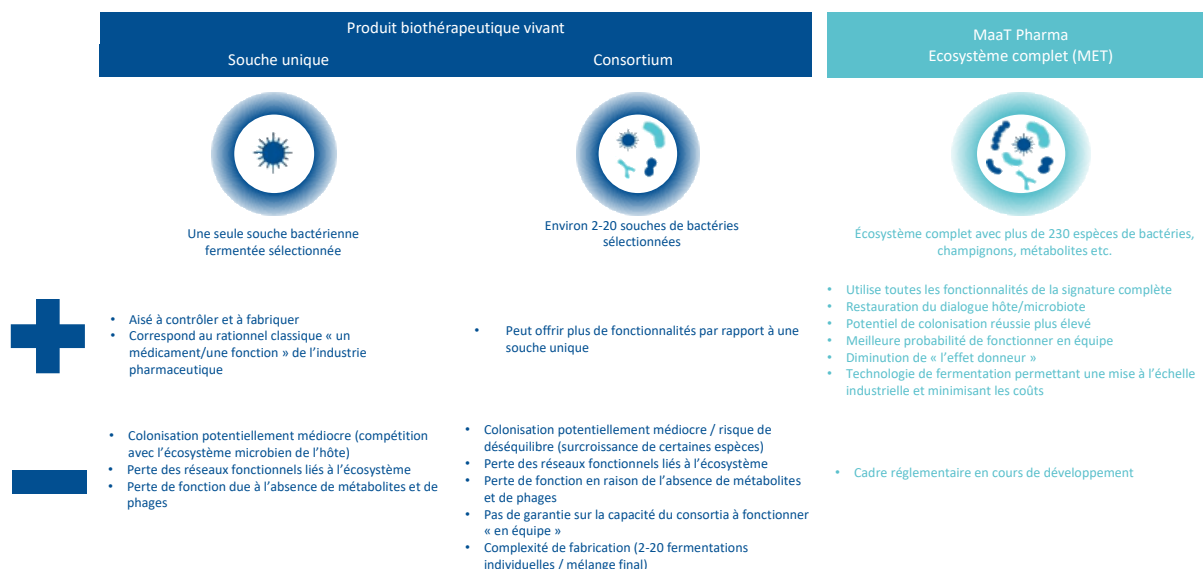 Produit biothérapeutique vivant
Souche unique
Consortium
MaaT Pharma
Ecosystème complet (MET)
Une seule souche bactérienne
fermentée sélectionnée
Environ 2-20 souches de bactéries
sélectionnées
Écosystème complet avec plus de 230 espèces de bactéries,
champignons, métabolites etc.
• Aisé à contrôler et à fabriquer
• Correspond au rationnel classique « un
médicament/une fonction » de l'industrie
pharmaceutique
• Peut offrir plus de fonctionnalités par rapport à une
souche unique
• Utilise toutes les fonctionnalités de la signature complète
• Restauration du dialogue hôte/microbiote
• Potentiel de colonisation réussie plus élevé
• Meilleure probabilité de fonctionner en équipe
• Diminution de « l'effet donneur »
• Technologie de fermentation permettant une mise à l'échelle
industrielle et minimisant les coûts
• Colonisation potentiellement médiocre (compétition
avec l'écosystème microbien de l'hôte)
• Perte des réseaux fonctionnels liés à l'écosystème
• Perte de fonction due à l'absence de métabolites et de
phages
• Colonisation potentiellement médiocre / risque de
déséquilibre (surcroissance de certaines espèces)
• Perte des réseaux fonctionnels liés à l'écosystème
• Perte de fonction en raison de l'absence de métabolites
et de phages
• Pas de garantie sur la capacité du consortia à fonctionner
« en équipe »
• Complexité de fabrication (2-20 fermentations
individuelles / mélange final)
• Cadre réglementaire en cours de développement